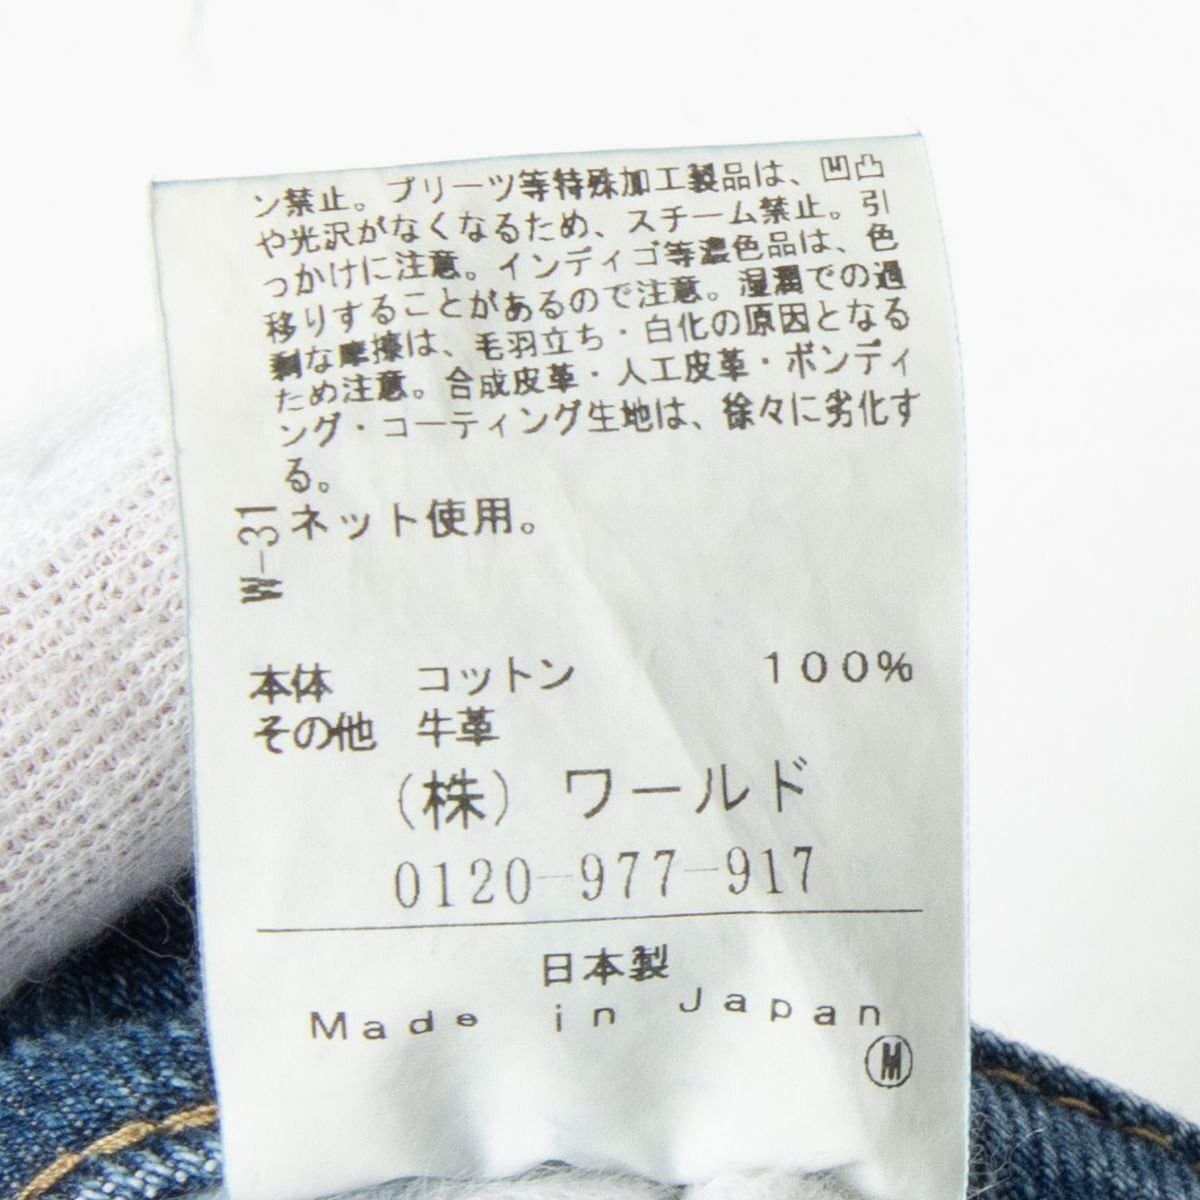 ン禁止。プリーツ等特殊加工製品は、凹凸
や光沢がなくなるため、スチーム禁止。引
っかけに注意。インディゴ等濃色品は、色
移りすることがあるので注意。湿潤での過
剰な摩擦は、毛羽立ち・白化の原因となる
ため注意。合成皮革・人工皮革・ボンディ
ング・コーティング生地は、徐々に劣化す
る。
ネット使用。
W-31
本体 コットン 100%
その他 牛革
(株) ワールド
0120-977-917
日本製
Made in Japan
M